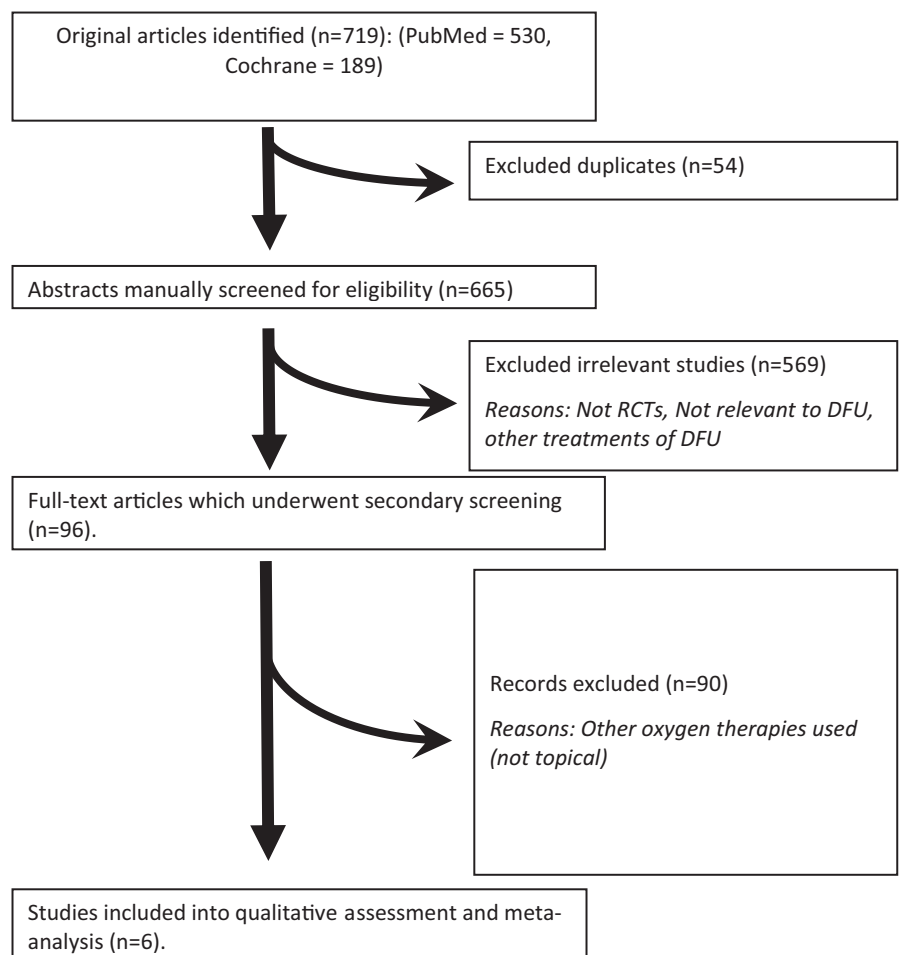 Original articles identified (n=719): (PubMed = 530,
Cochrane = 189)
Excluded duplicates (n=54)
Abstracts manually screened for eligibility (n=665)
Excluded irrelevant studies (n=569)
Reasons: Not RCTs, Not relevant to DFU,
other treatments of DFU
Full-text articles which underwent secondary screening
(n=96).
Records excluded (n=90)
Reasons: Other oxygen therapies used
(not topical)
Studies included into qualitative assessment and meta-
analysis (n=6).